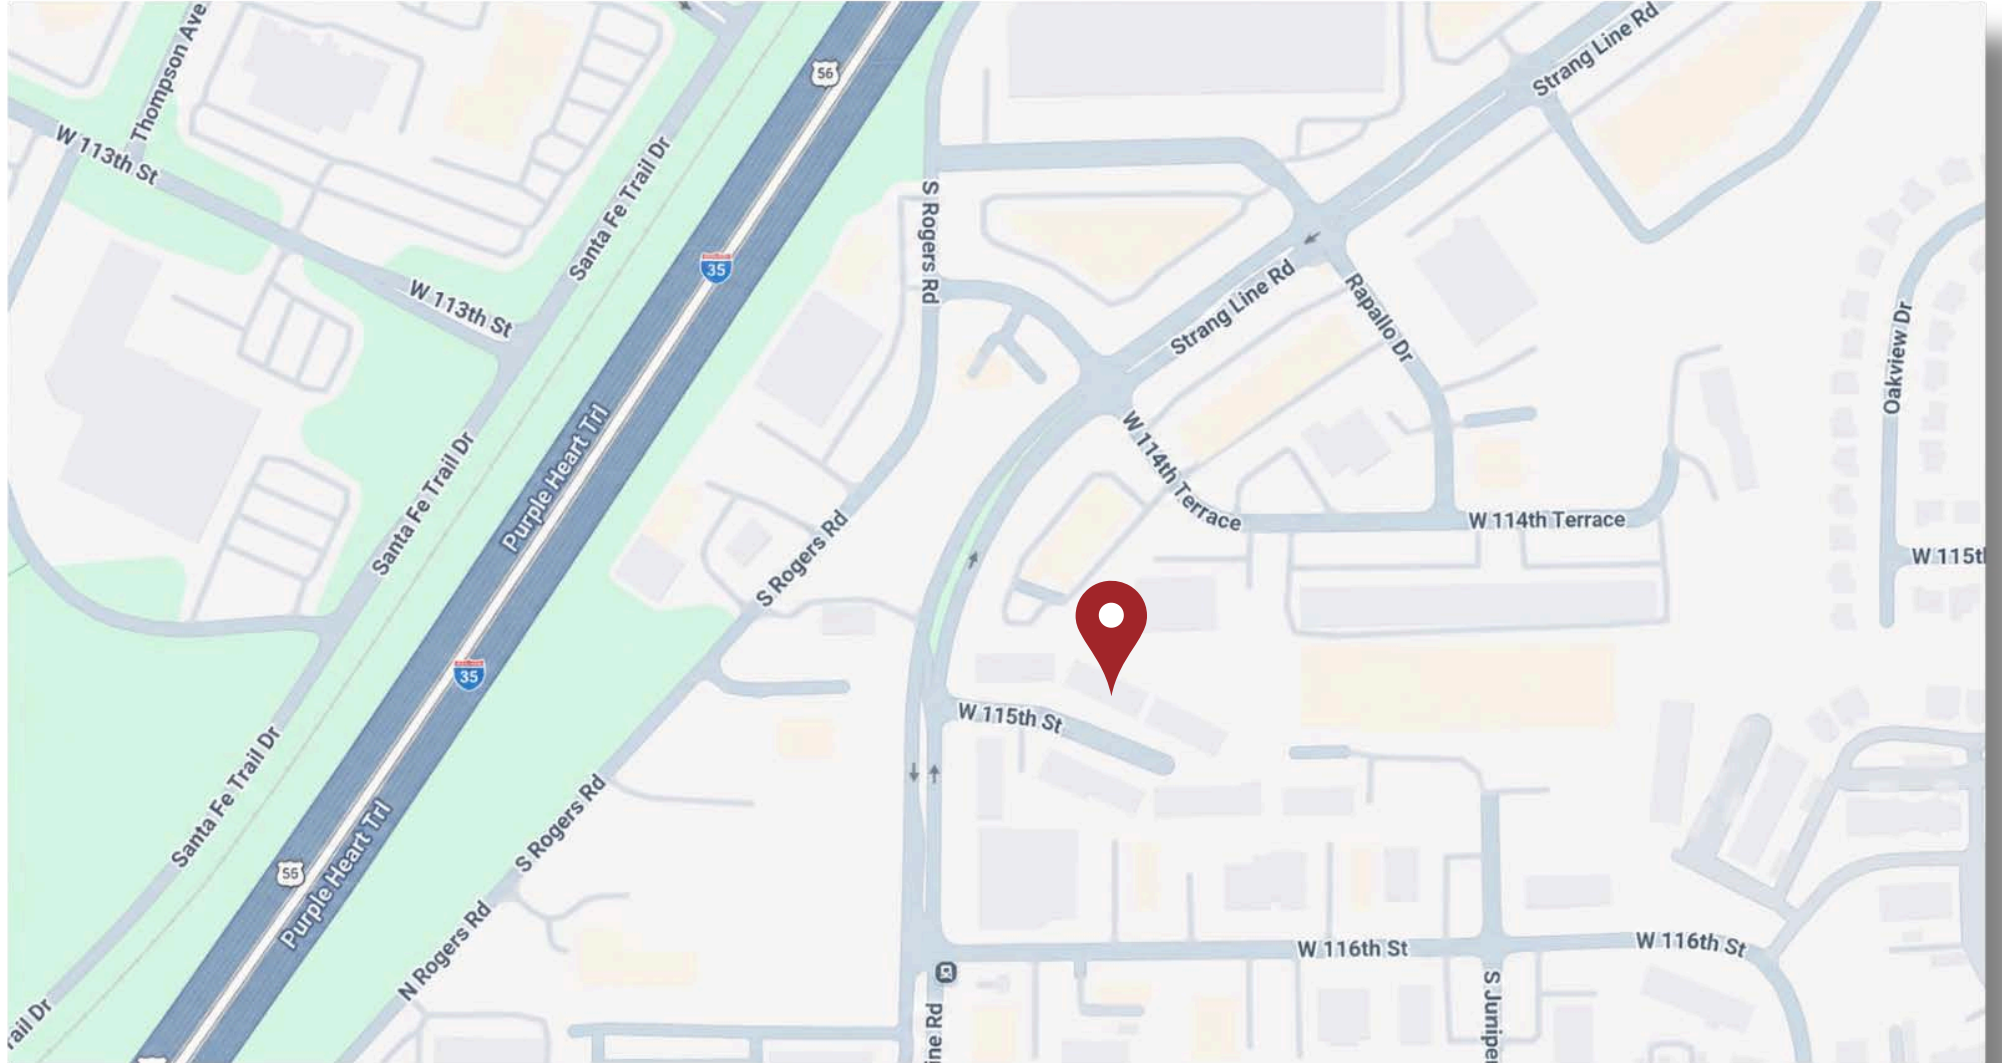 Thompson Ave
56
Strang Line Rd
W 113th St
Santa Fe Trail Dr
S Rogers Rd
35
W 113th St
Strang Line Rd
Rapallo Dr
Oakview Dr
Purple Heart Trl
Santa Fe Trail Dr
W 114th Terrace
W 114th Terrace
S Rogers Rd
W 115t
35
W 115th St
Santa Fe Trail Dr
S Rogers Rd
56
Purple Heart Trl
N Rogers Rd
W 116th St
W 116th St
S Juniper
rail Dr
ine Rd